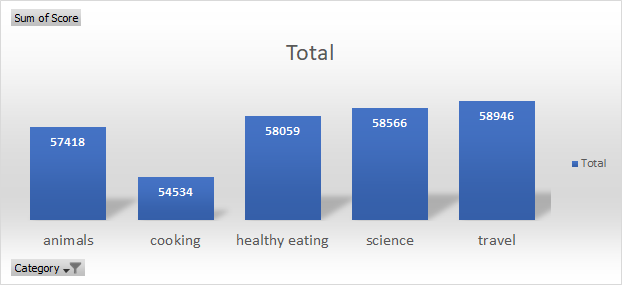 Sum of Score
Total
57418
54534
58059
58566
58946
Total
animals
cooking
healthy eating
science
travel
Category